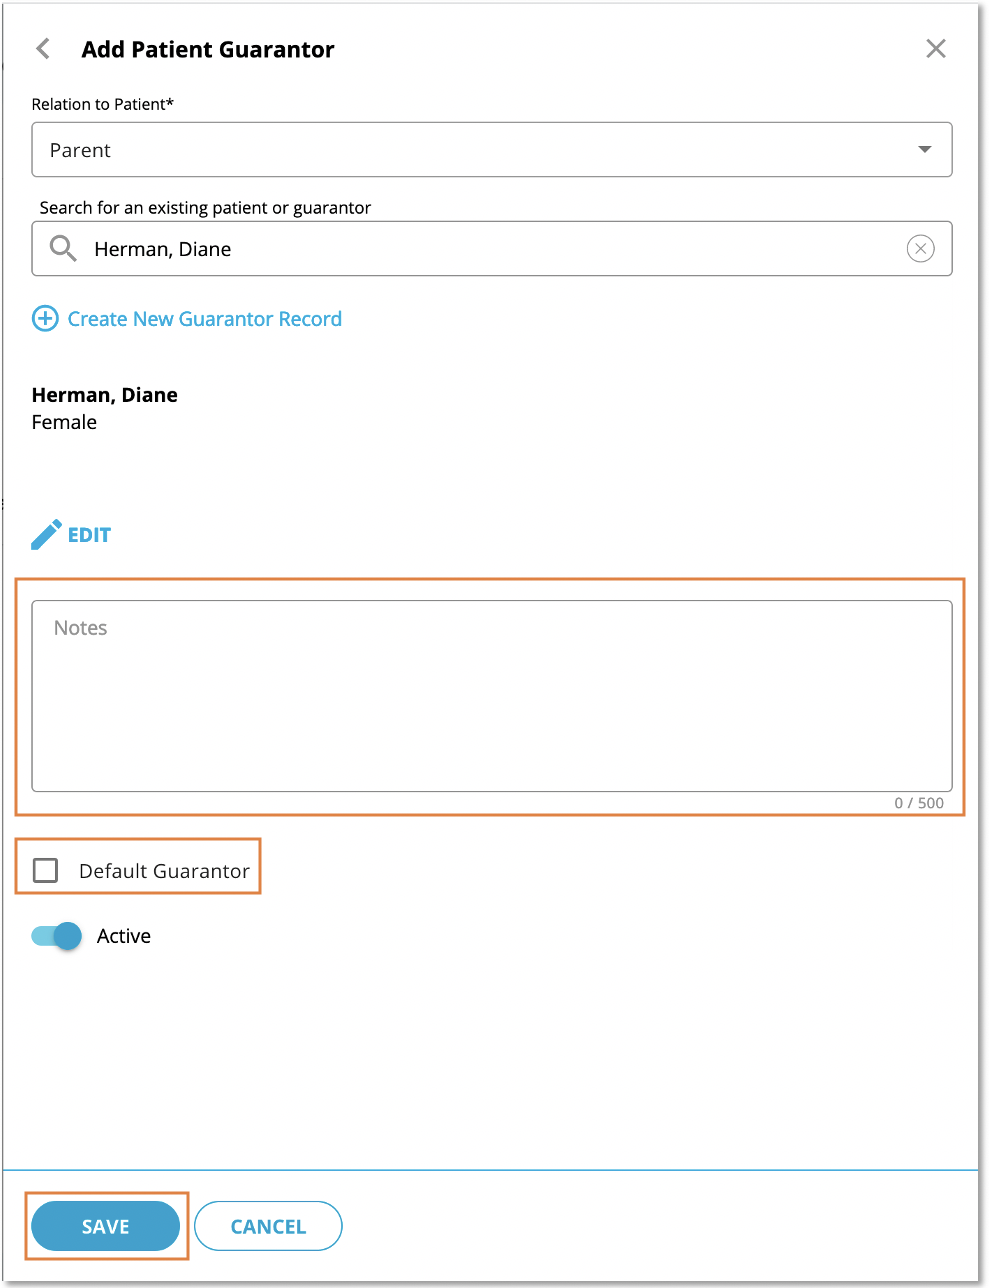 Add Patient Guarantor
Relation to Patient*
Parent
Search for an existing patient or guarantor
Herman, Diane
Create New Guarantor Record
Herman, Diane
Female
EDIT
Notes
0 / 500
Default Guarantor
Active
SAVE CANCEL